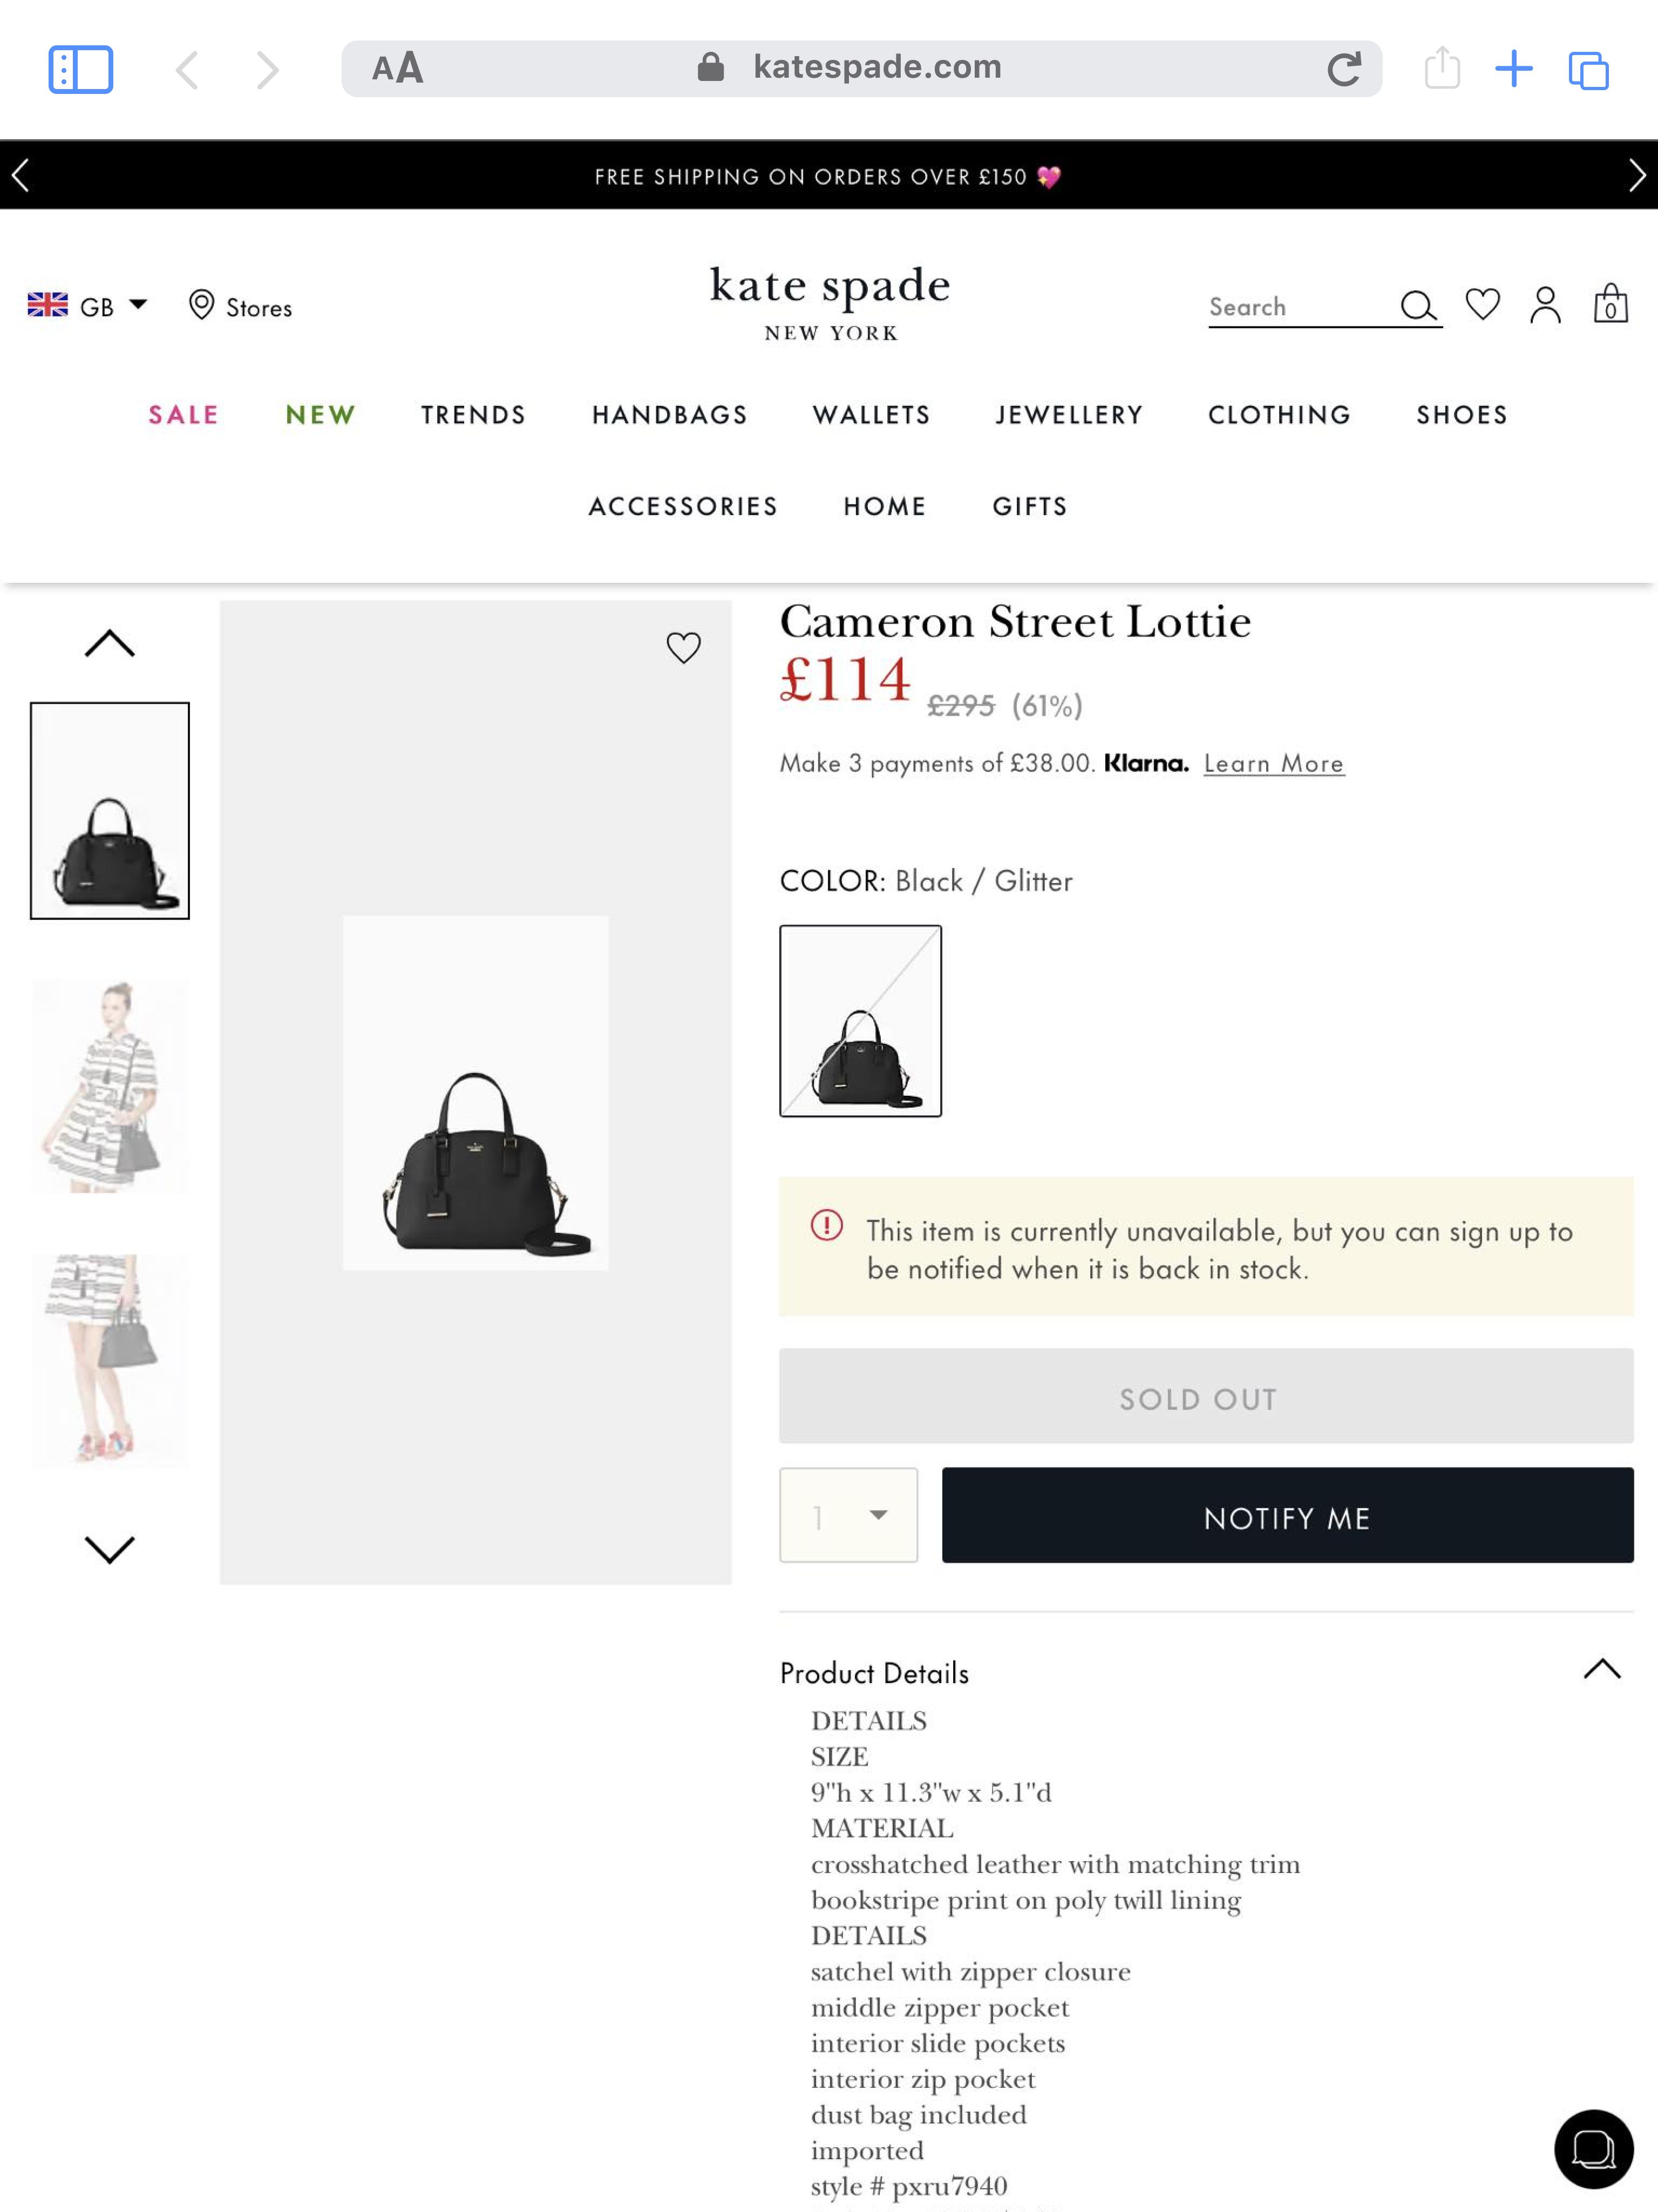 AA katespade.com
FREE SHIPPING ON ORDERS OVER £150 💖
GB Stores
kate spade
NEW YORK
Search
0
SALE NEW TRENDS HANDBAGS WALLETS JEWELLERY CLOTHING SHOES
ACCESSORIES HOME GIFTS
Cameron Street Lottie
£114 £295 (61%)
Make 3 payments of £38.00. Klarna. Learn More
COLOR: Black / Glitter
This item is currently unavailable, but you can sign up to
be notified when it is back in stock.
SOLD OUT
1
NOTIFY ME
Product Details
DETAILS
SIZE
9"h x 11.3"w x 5.1"d
MATERIAL
crosshatched leather with matching trim
bookstripe print on poly twill lining
DETAILS
satchel with zipper closure
middle zipper pocket
interior slide pockets
interior zip pocket
dust bag included
imported
style # pxru7940